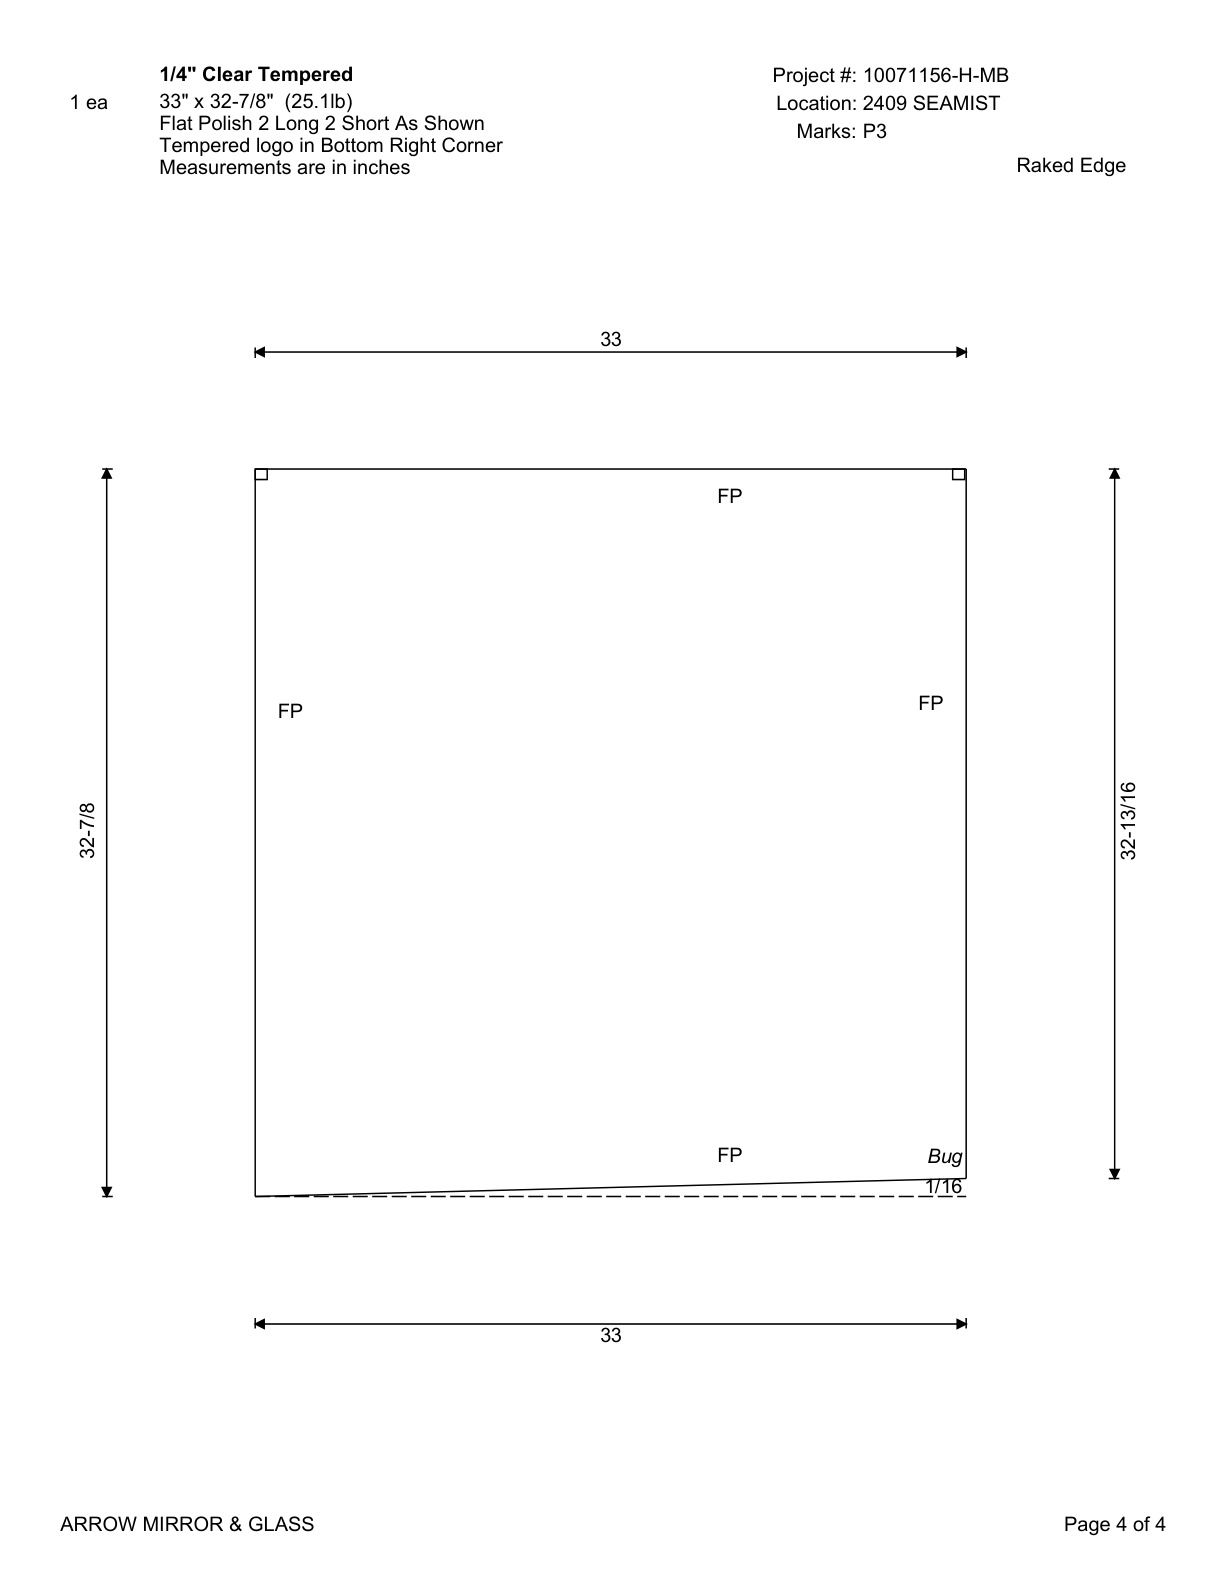 1/4" Clear Tempered
1 ea
33" x 32-7/8" (25.1lb)
Flat Polish 2 Long 2 Short As Shown
Tempered logo in Bottom Right Corner
Measurements are in inches
Project #: 10071156-H-MB
Location: 2409 SEAMIST
Marks: P3
Raked Edge
33
FP
FP
FP
32-7/8
32-13/16
FP
Bug
1/16
33
ARROW MIRROR & GLASS
Page 4 of 4